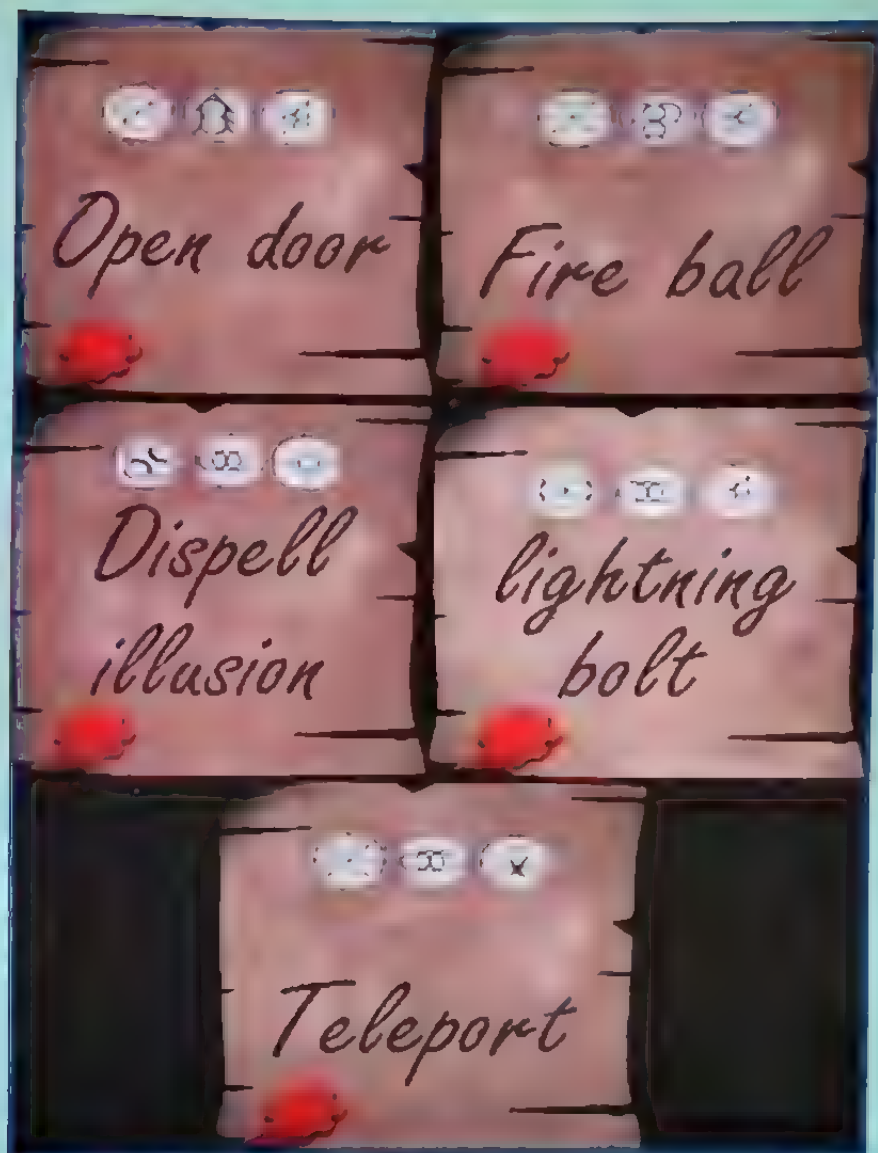 Open door
Fire ball
Dispell
illusion
lightning
bolt
Teleport